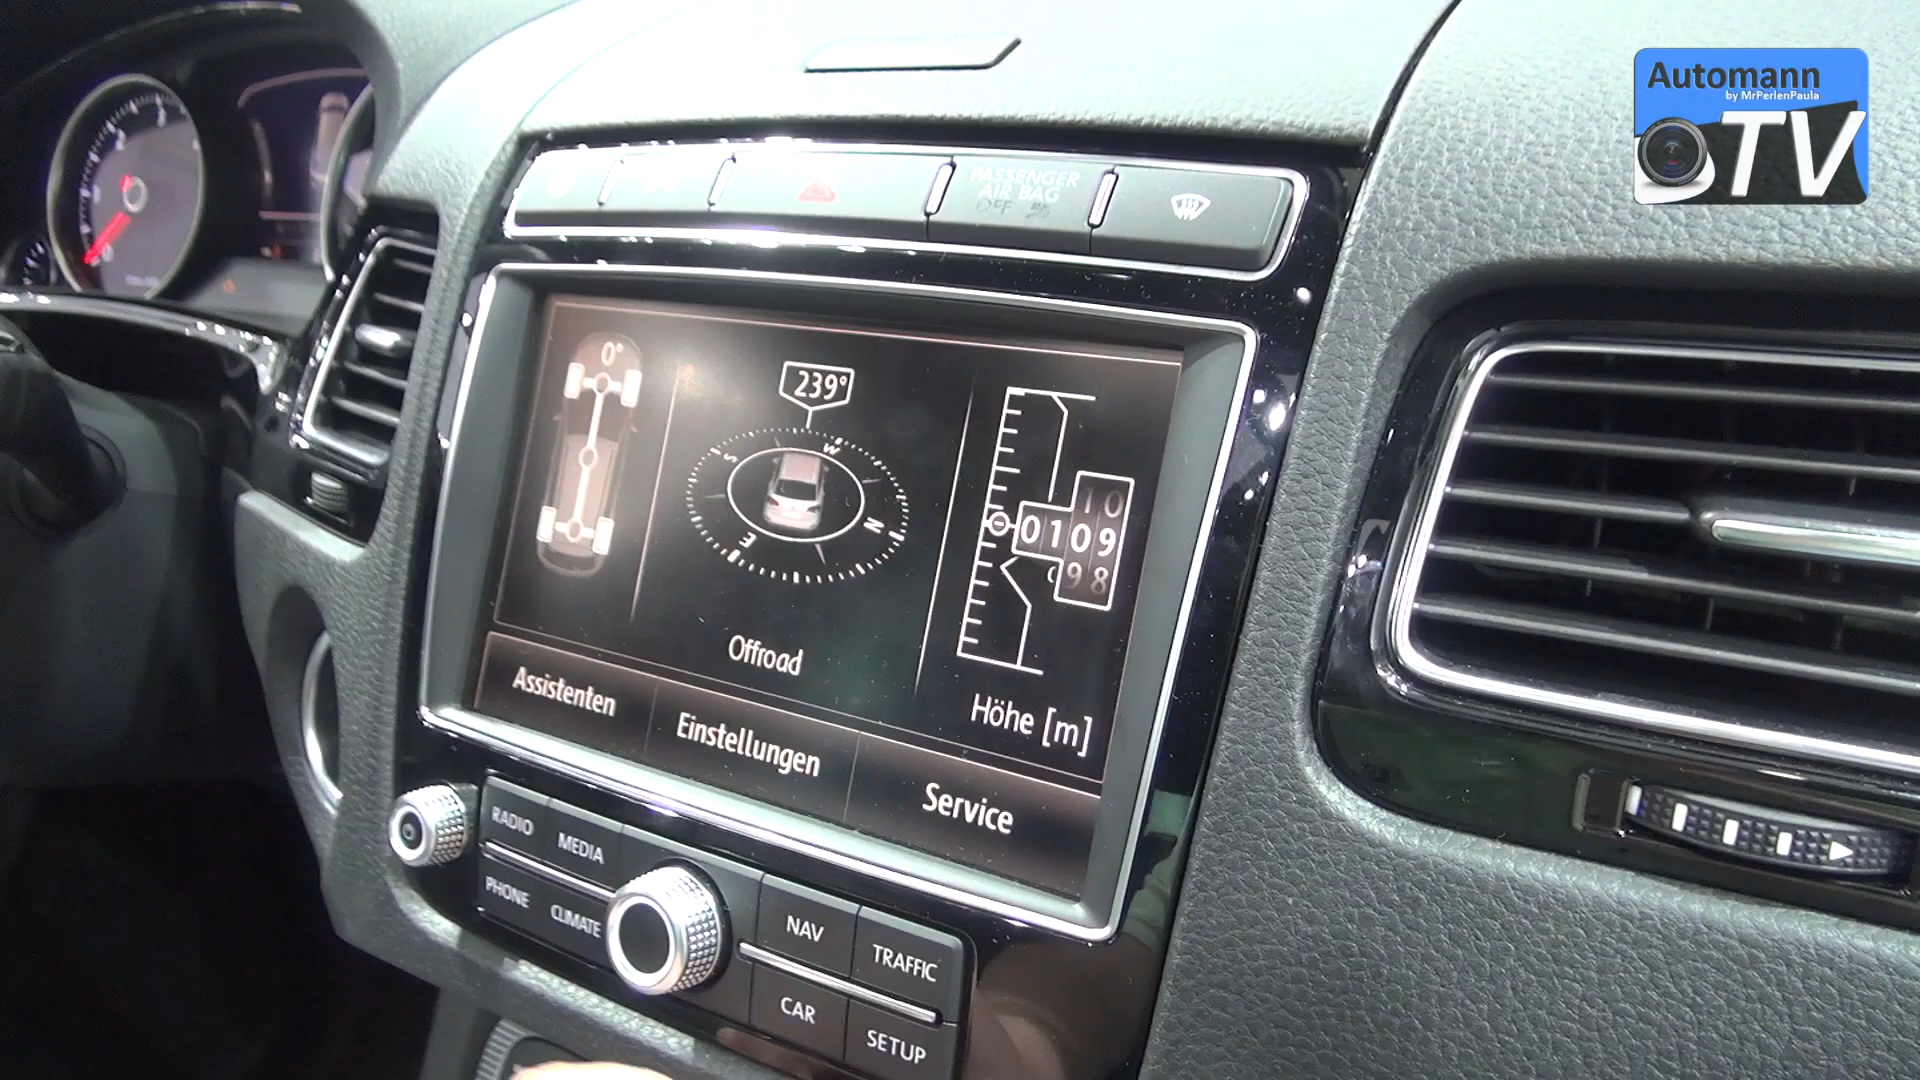 Automann
by MrPerlenPaula
TV
PASSENGER
AIR BAG
OFF
0°
239°
S
W
N
E
10
0109
98
Offroad
Höhe [m]
Assistenten
Einstellungen
Service
RADIO
MEDIA
PHONE
CLIMATE
NAV
TRAFFIC
CAR
SETUP